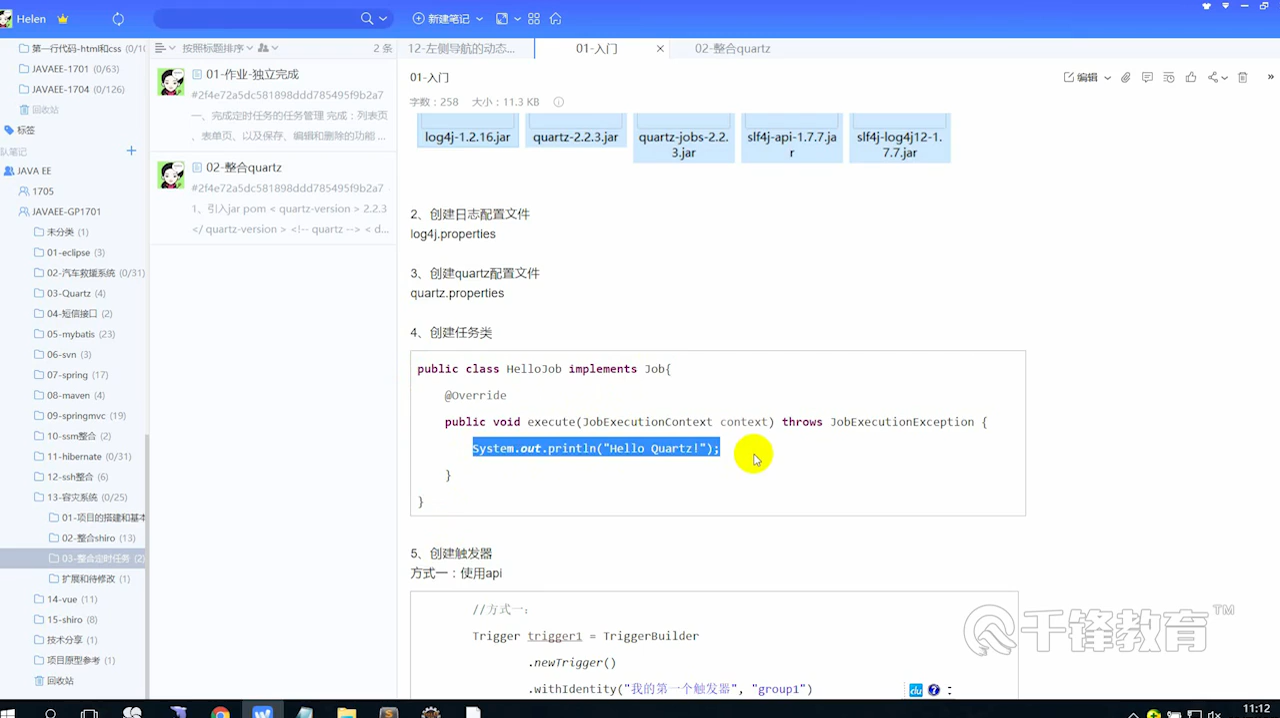 Helen
新建笔记
第一行代码-html和css (0/10
JAVAEE-1701 (0/63)
JAVAEE-1704 (0/126)
回收站
标签
队笔记
JAVA EE
1705
JAVAEE-GP1701
未分类 (1)
01-eclipse (3)
02-汽车救援系统 (0/31)
03-Quartz (4)
04-短信接口 (2)
05-mybatis (23)
06-svn (3)
07-spring (17)
08-maven (4)
09-springmvc (19)
10-ssm整合 (2)
11-hibernate (0/31)
12-ssh整合 (6)
13-容灾系统 (0/25)
01-项目的搭建和基本
02-整合shiro (13)
03-整合定时任务 (2)
扩展和待修改 (1)
14-vue (11)
15-shiro (8)
技术分享 (1)
项目原型参考 (1)
回收站
按照标题排序
2 条
01-作业-独立完成
#2f4e72a5dc581898ddd785495f9b2a7
一、完成定时任务的任务管理 完成：列表页
、表单页、以及保存、编辑和删除的功能 ...
02-整合quartz
#2f4e72a5dc581898ddd785495f9b2a7
1、引入jar pom < quartz-version > 2.2.3
</ quartz-version > <!-- quartz --> < d...
12-左侧导航的动态...
01-入门
02-整合quartz
01-入门
编辑
字数：258 大小：11.3 KB
log4j-1.2.16.jar
quartz-2.2.3.jar
quartz-jobs-2.2.
3.jar
slf4j-api-1.7.7.ja
r
slf4j-log4j12-1.
7.7.jar
2、创建日志配置文件
log4j.properties
3、创建quartz配置文件
quartz.properties
4、创建任务类
public class HelloJob implements Job{
@Override
public void execute(JobExecutionContext context) throws JobExecutionException {
System.out.println("Hello Quartz!");
}
}
5、创建触发器
方式一：使用api
//方式一：
Trigger trigger1 = TriggerBuilder
.newTrigger()
.withIdentity("我的第一个触发器", "group1")
千锋教育™
du
11:12